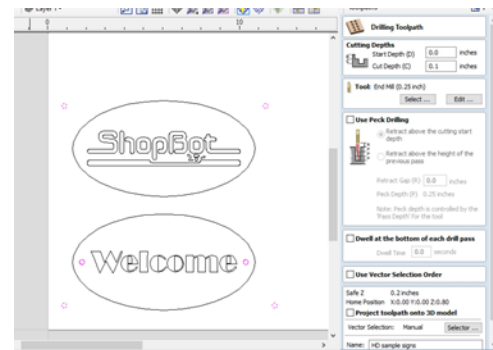 Layer 1
0
10
ShopBot
Welcome
Drilling Toolpath
Cutting Depths
Start Depth (D) 0.0 inches
Cut Depth (C) 0.1 inches
Tool: End Mill (0.25 inch)
Select ... Edit ...
Use Peck Drilling
Retract above the cutting start
depth
Retract above the height of the
previous pass
Retract Gap (R) 0.0 inches
Peck Depth (P) 0.25 inches
Note: Peck depth is controlled by the
'Pass Depth' for the tool
Dwell at the bottom of each drill pass
Dwell Time 0.0 seconds
Use Vector Selection Order
Safe Z 0.2 inches
Home Position X:0.00 Y:0.00 Z:0.80
Project toolpath onto 3D model
Vector Selection: Manual Selector ...
Name: HD sample signs